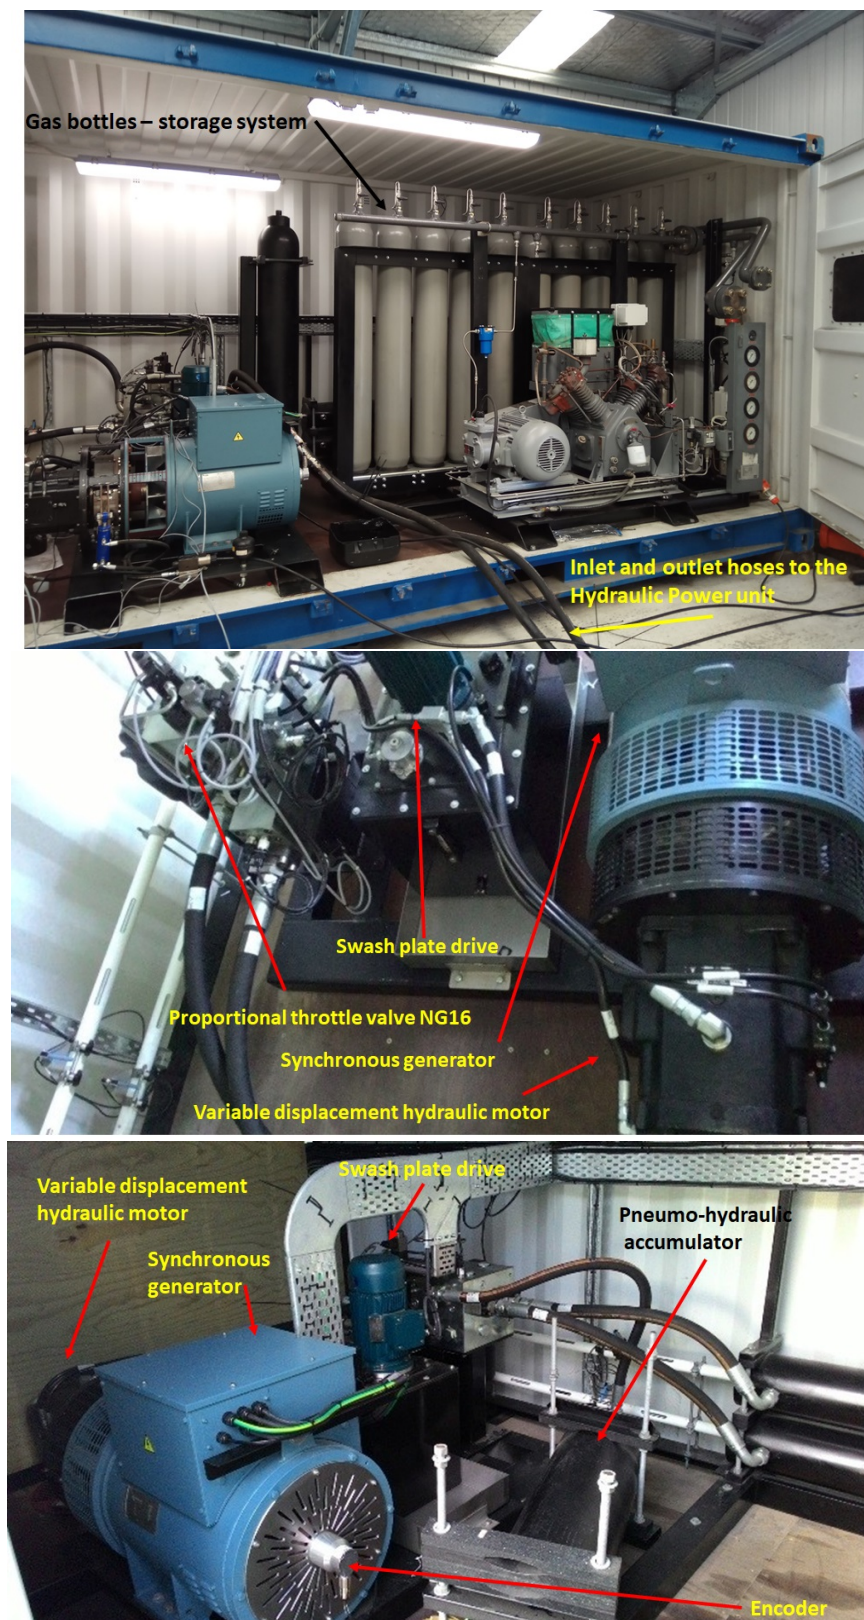 Gas bottles – storage system
Inlet and outlet hoses to the
Hydraulic Power unit
Swash plate drive
Proportional throttle valve NG16
Synchronous generator
Variable displacement hydraulic motor
Swash plate drive
Variable displacement
hydraulic motor
Pneumo-hydraulic
accumulator
Synchronous
generator
Encoder